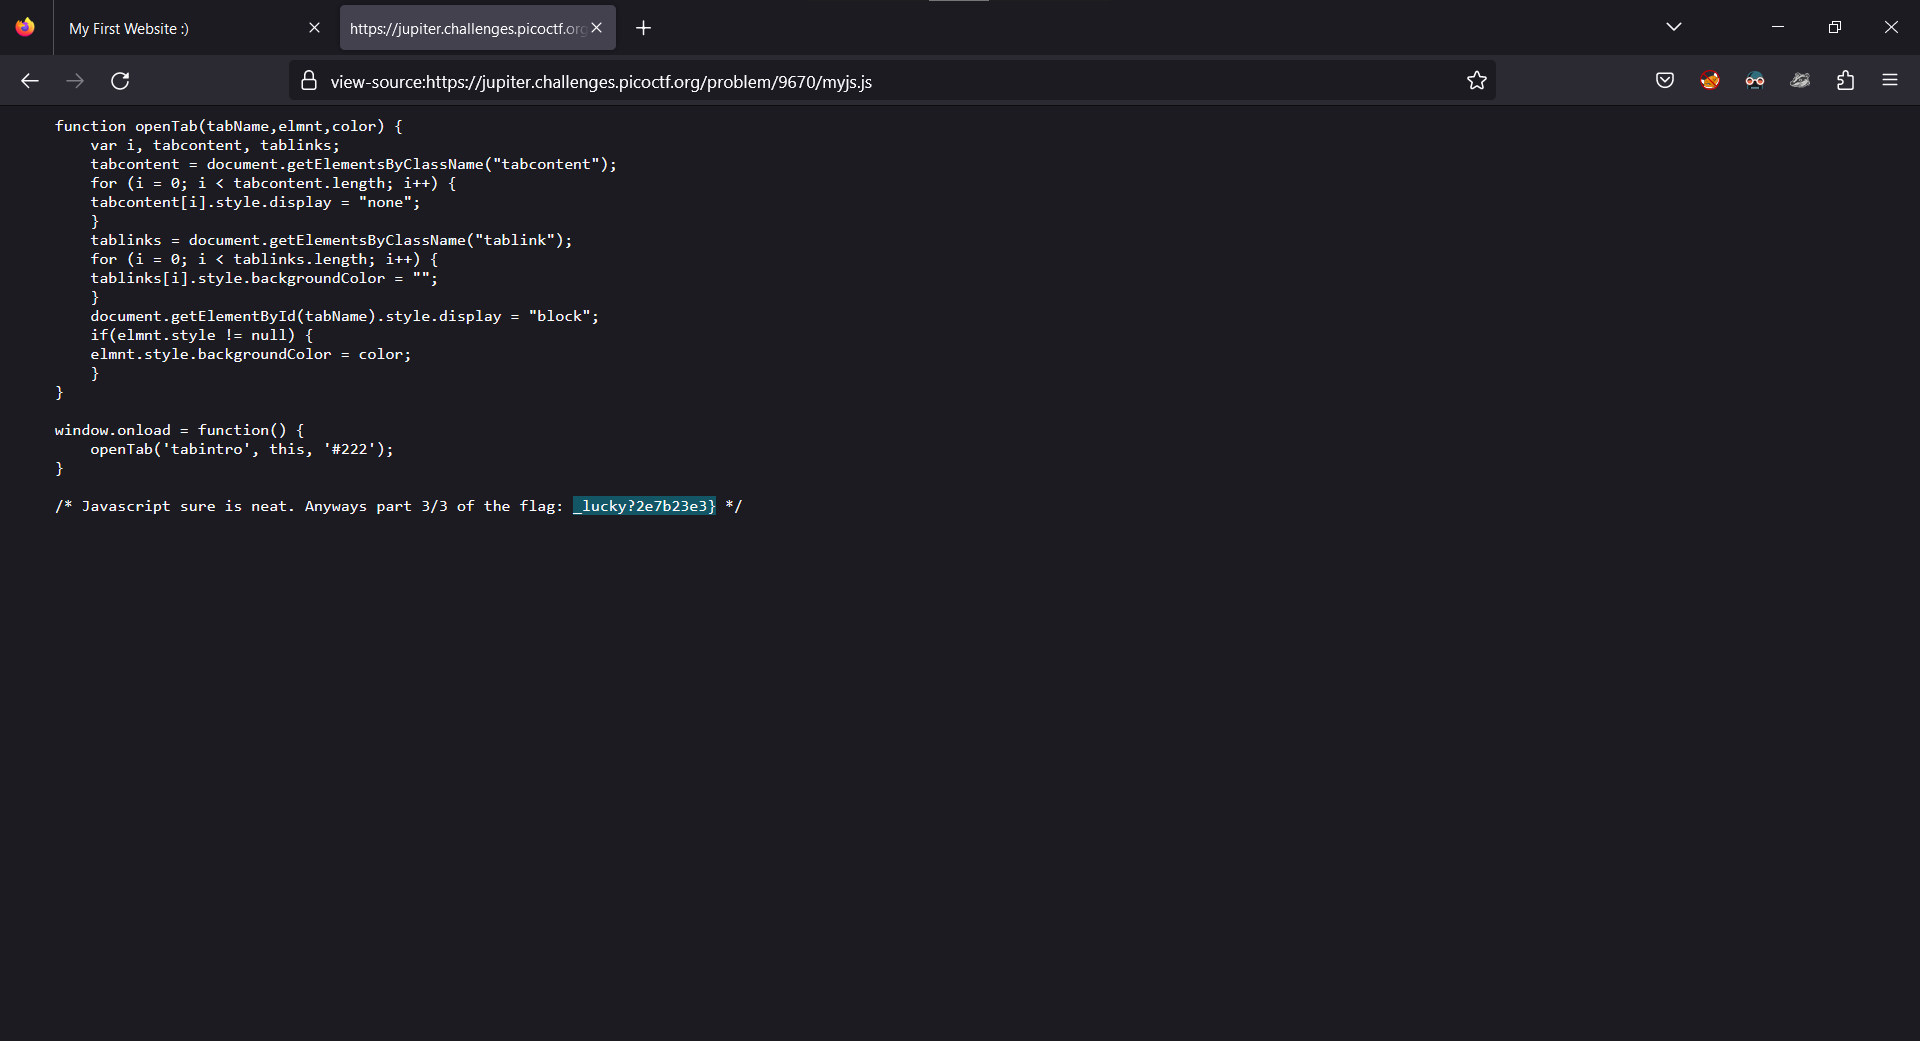 My First Website :)
https://jupiter.challenges.picoctf.org
view-source:https://jupiter.challenges.picoctf.org/problem/9670/myjs.js
function openTab(tabName,elmnt,color) {
    var i, tabcontent, tablinks;
    tabcontent = document.getElementsByClassName("tabcontent");
    for (i = 0; i < tabcontent.length; i++) {
    tabcontent[i].style.display = "none";
    }
    tablinks = document.getElementsByClassName("tablink");
    for (i = 0; i < tablinks.length; i++) {
    tablinks[i].style.backgroundColor = "";
    }
    document.getElementById(tabName).style.display = "block";
    if(elmnt.style != null) {
    elmnt.style.backgroundColor = color;
    }
}
window.onload = function() {
    openTab('tabintro', this, '#222');
}
/* Javascript sure is neat. Anyways part 3/3 of the flag: _lucky?2e7b23e3} */